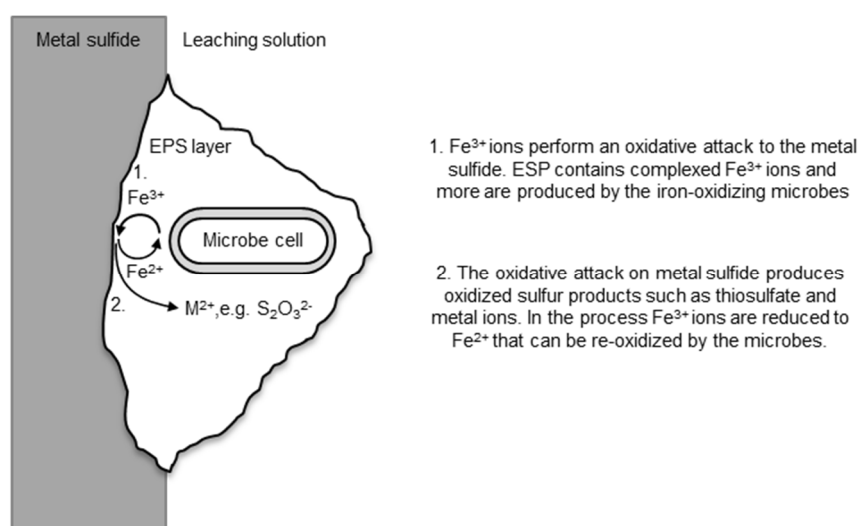 Metal sulfide
Leaching solution
EPS layer
1.
Fe³⁺
Microbe cell
Fe²⁺
2.
M²⁺,e.g. S₂O₃²⁻
1. Fe³⁺ ions perform an oxidative attack to the metal
sulfide. ESP contains complexed Fe³⁺ ions and
more are produced by the iron-oxidizing microbes
2. The oxidative attack on metal sulfide produces
oxidized sulfur products such as thiosulfate and
metal ions. In the process Fe³⁺ ions are reduced to
Fe²⁺ that can be re-oxidized by the microbes.